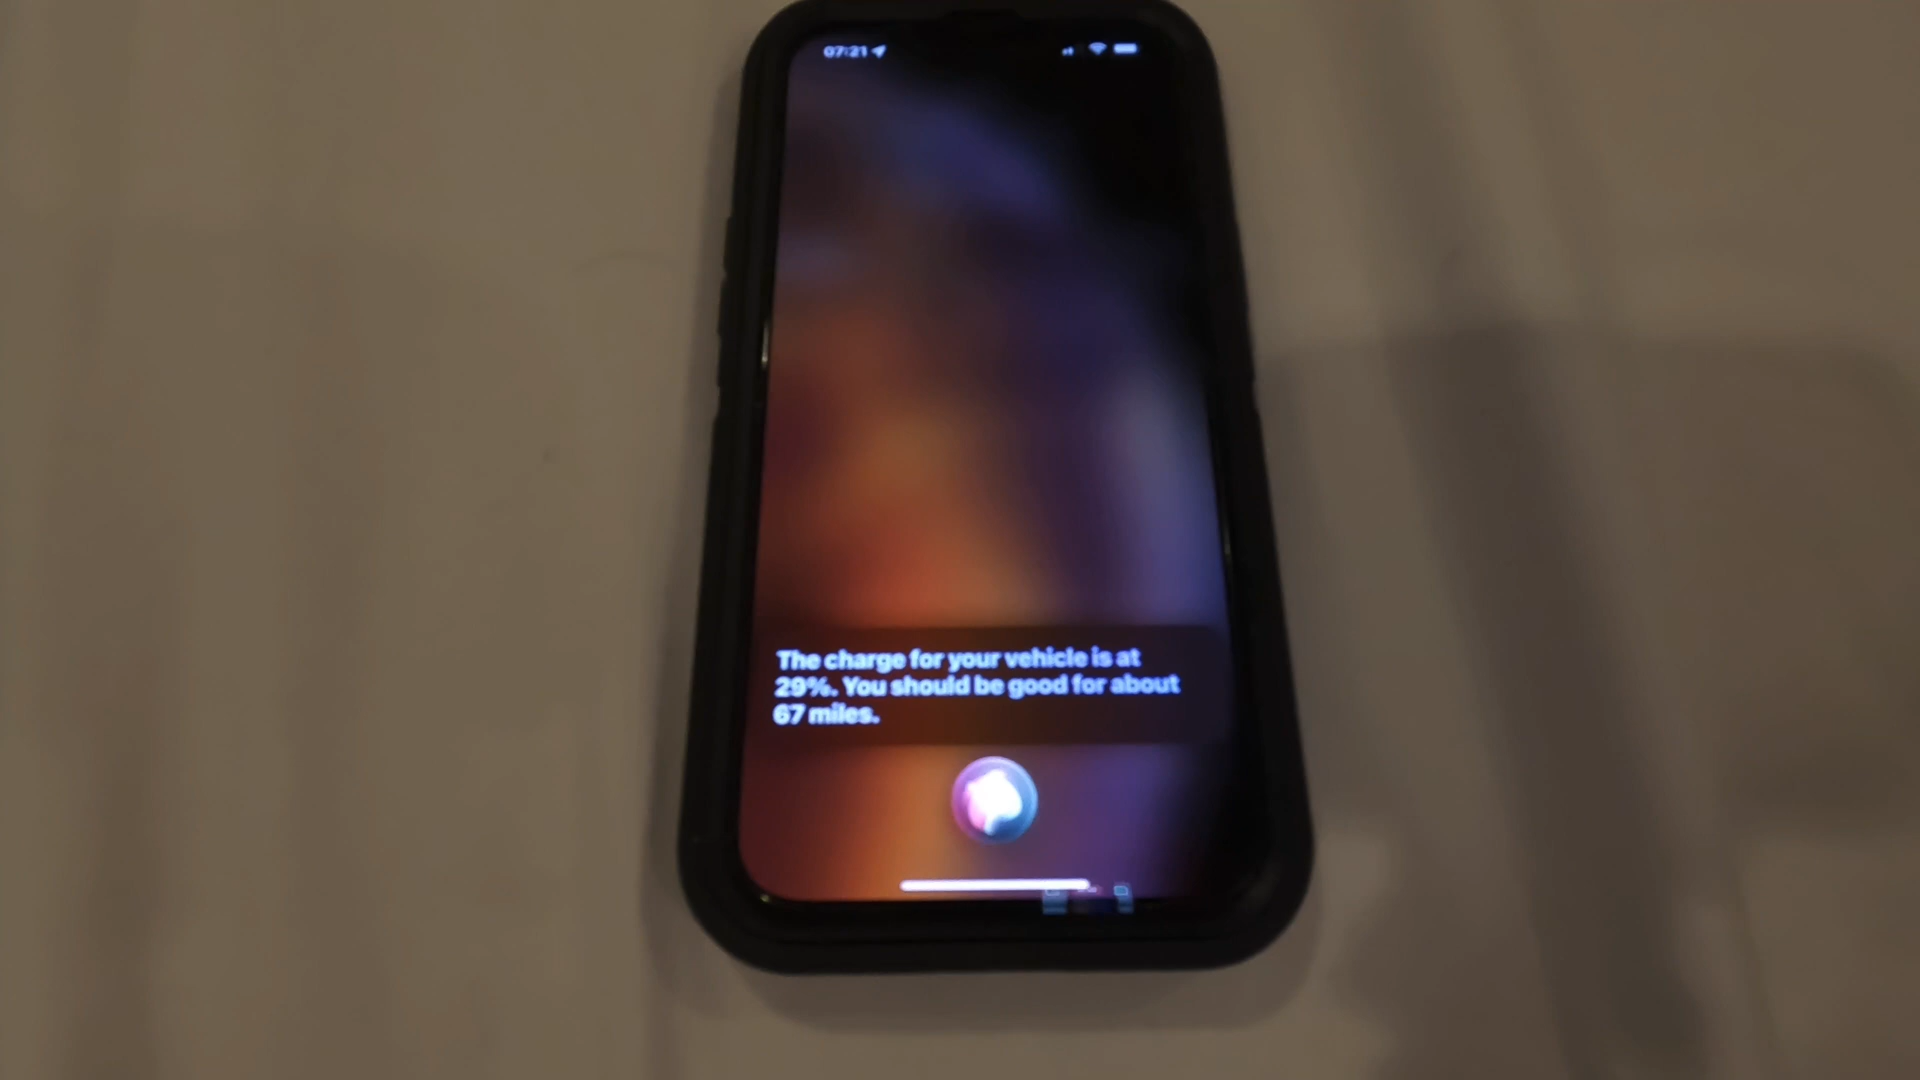 07:21
The charge for your vehicle is at
29%. You should be good for about
67 miles.